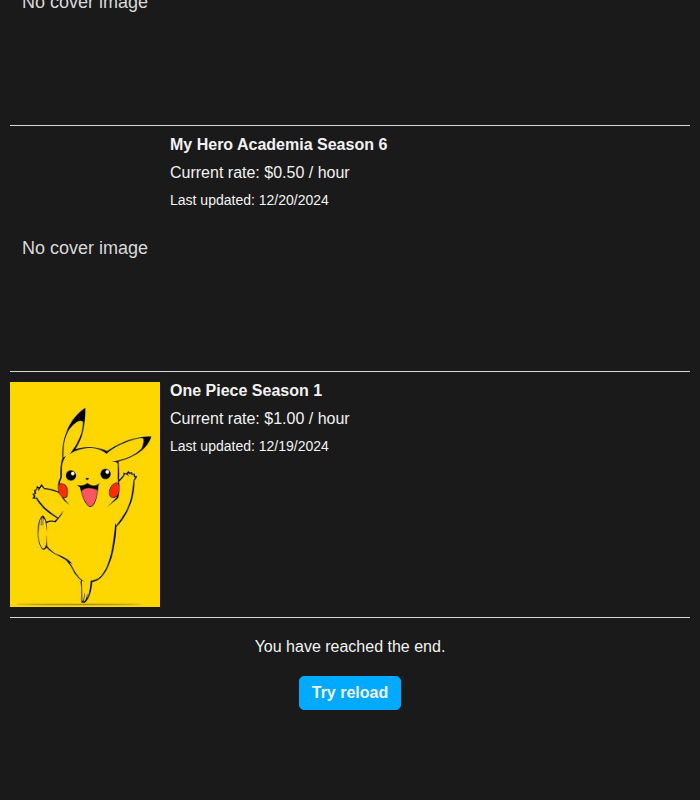 No cover image
My Hero Academia Season 6
Current rate: $0.50 / hour
Last updated: 12/20/2024
No cover image
One Piece Season 1
Current rate: $1.00 / hour
Last updated: 12/19/2024
You have reached the end.
Try reload